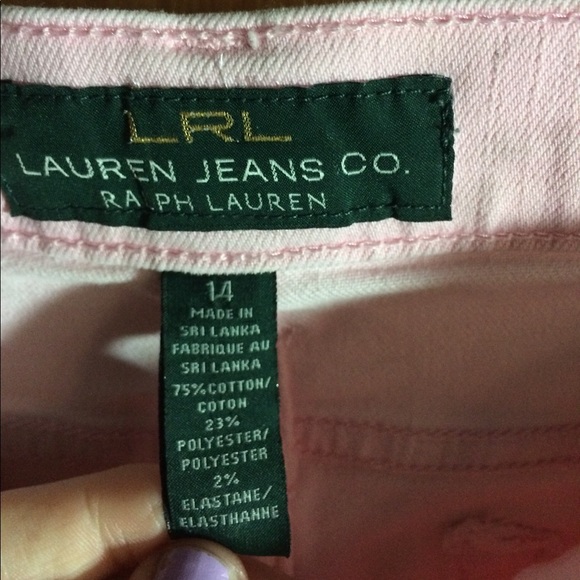 LRL
LAUREN JEANS CO.
RALPH LAUREN
14
MADE IN
SRI LANKA
FABRIQUE AU
SRI LANKA
75% COTTON/
COTON
23%
POLYESTER/
POLYESTER
2%
ELASTANE/
ELASTHANNE